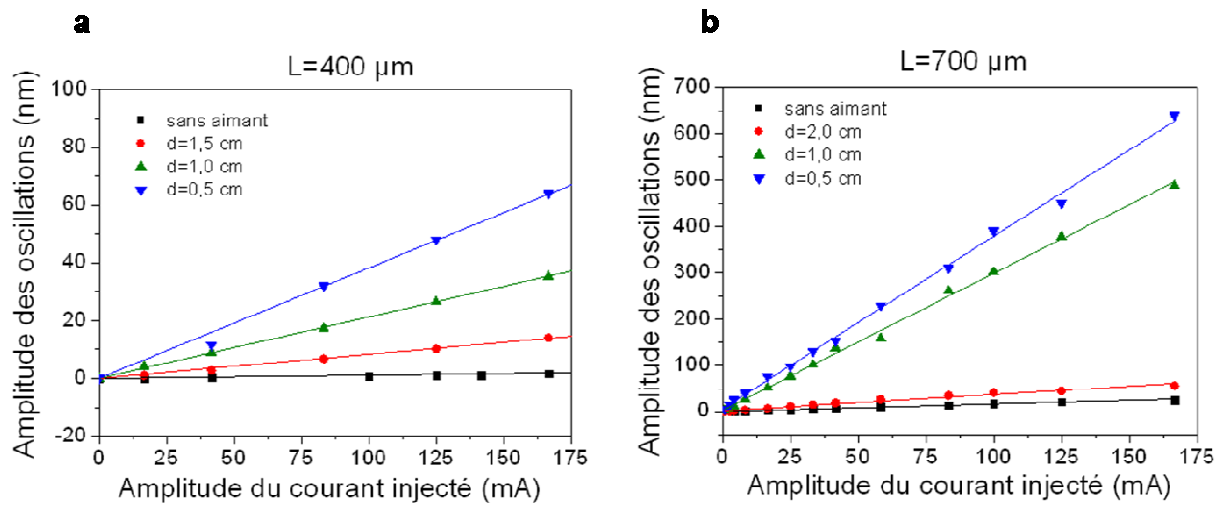 a
L=400 µm
Amplitude des oscillations (nm)
100
80
60
40
20
0
-20
sans aimant
d=1,5 cm
d=1,0 cm
d=0,5 cm
0 25 50 75 100 125 150 175
Amplitude du courant injecté (mA)
b
L=700 µm
Amplitude des oscillations (nm)
700
600
500
400
300
200
100
0
sans aimant
d=2,0 cm
d=1,0 cm
d=0,5 cm
0 25 50 75 100 125 150 175
Amplitude du courant injecté (mA)